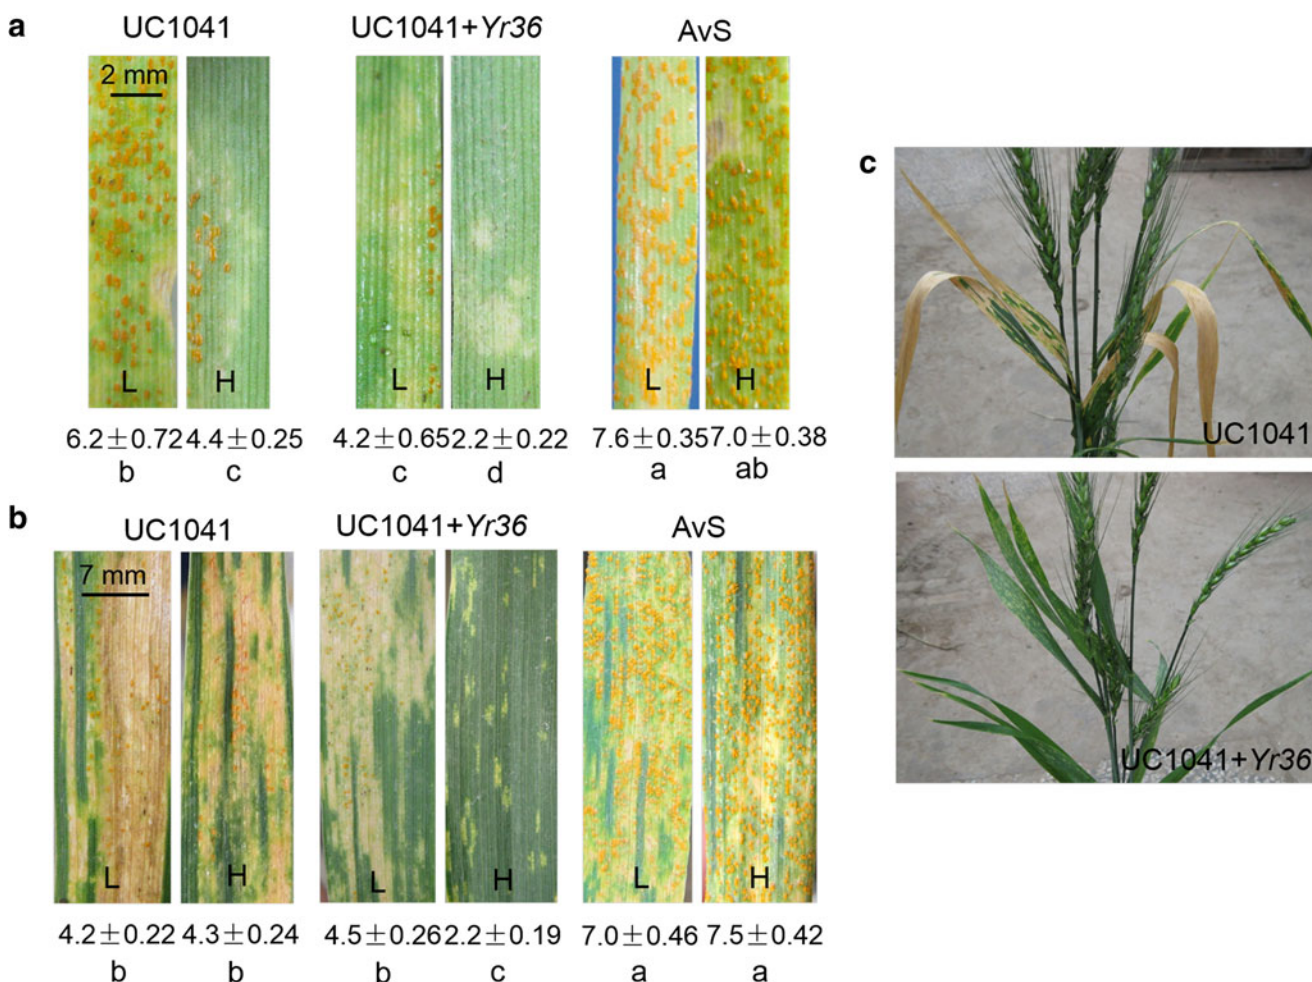 a
UC1041 UC1041+Yr36 AvS
2 mm
L H L H L H
6.2±0.72 4.4±0.25 4.2±0.65 2.2±0.22 7.6±0.35 7.0±0.38
b c c d a ab
b
UC1041 UC1041+Yr36 AvS
7 mm
L H L H L H
4.2±0.22 4.3±0.24 4.5±0.26 2.2±0.19 7.0±0.46 7.5±0.42
b b b c a a
c
UC1041
UC1041+Yr36